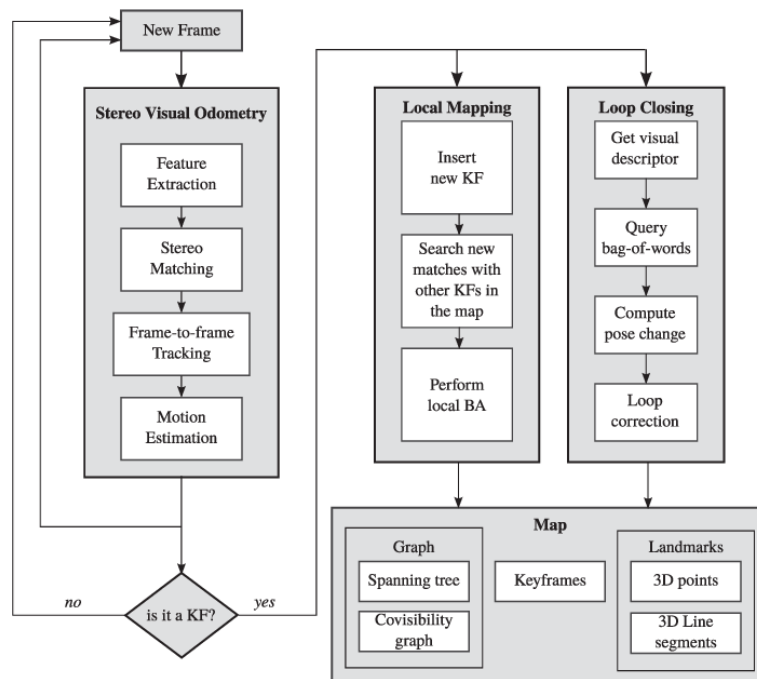 New Frame
Stereo Visual Odometry
Feature
Extraction
Stereo
Matching
Frame-to-frame
Tracking
Motion
Estimation
is it a KF?
no
yes
Local Mapping
Insert
new KF
Search new
matches with
other KFs in
the map
Perform
local BA
Loop Closing
Get visual
descriptor
Query
bag-of-words
Compute
pose change
Loop
correction
Map
Graph
Spanning tree
Covisibility
graph
Keyframes
Landmarks
3D points
3D Line
segments